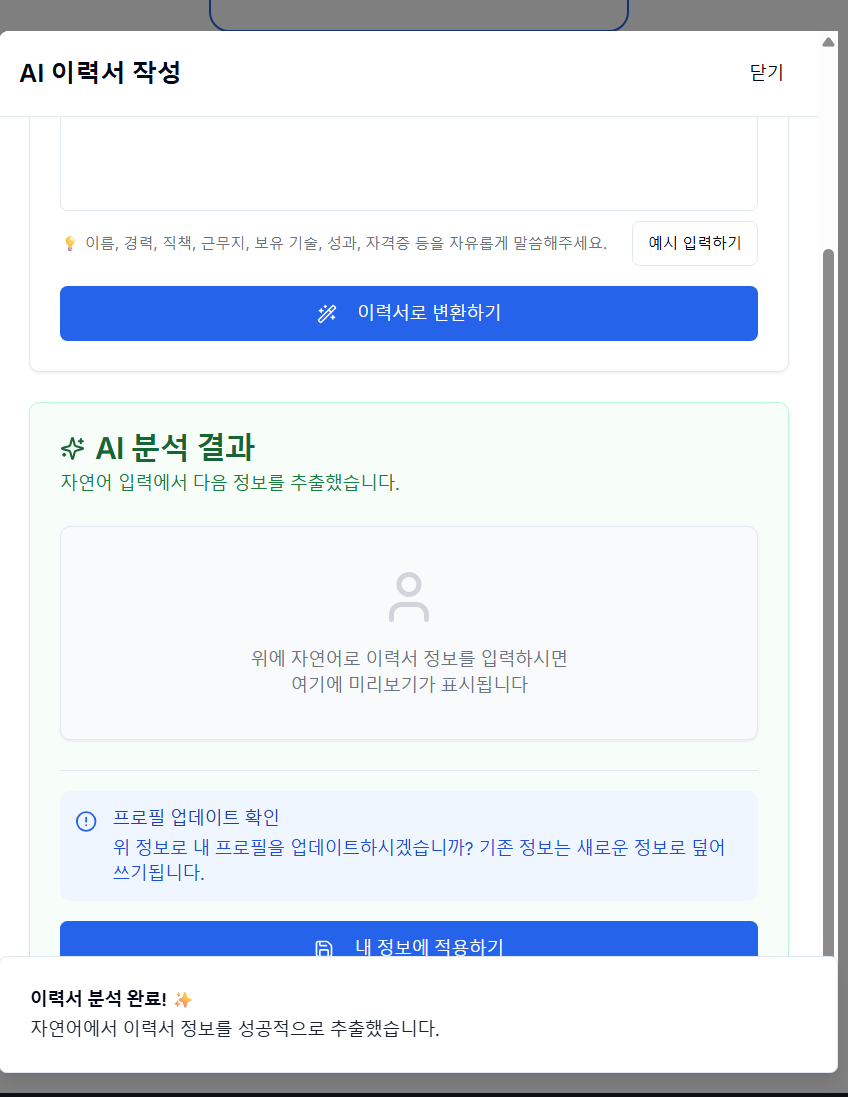 AI 이력서 작성
닫기
이름, 경력, 직책, 근무지, 보유 기술, 성과, 자격증 등을 자유롭게 말씀해주세요.
예시 입력하기
이력서로 변환하기
AI 분석 결과
자연어 입력에서 다음 정보를 추출했습니다.
위에 자연어로 이력서 정보를 입력하시면
여기에 미리보기가 표시됩니다
프로필 업데이트 확인
위 정보로 내 프로필을 업데이트하시겠습니까? 기존 정보는 새로운 정보로 덮어
쓰기됩니다.
내 정보에 적용하기
이력서 분석 완료! ✨
자연어에서 이력서 정보를 성공적으로 추출했습니다.